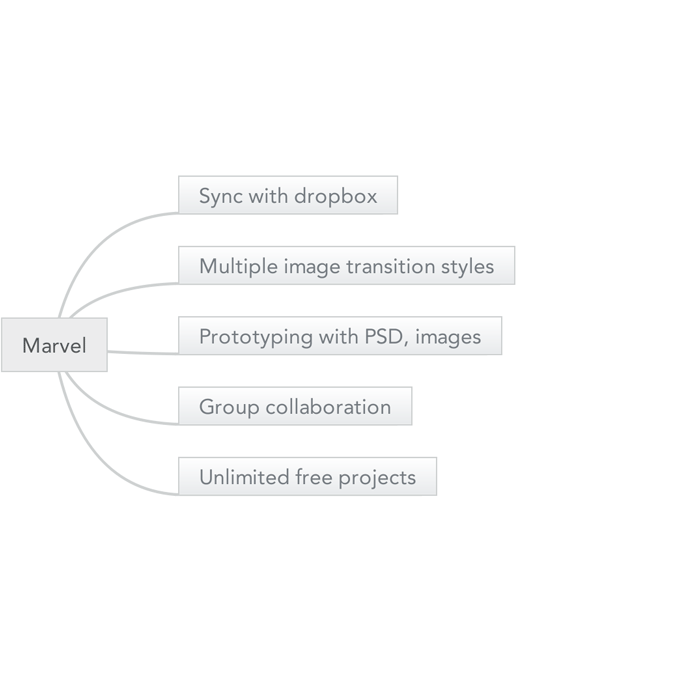 Sync with dropbox
Multiple image transition styles
Marvel
Prototyping with PSD, images
Group collaboration
Unlimited free projects